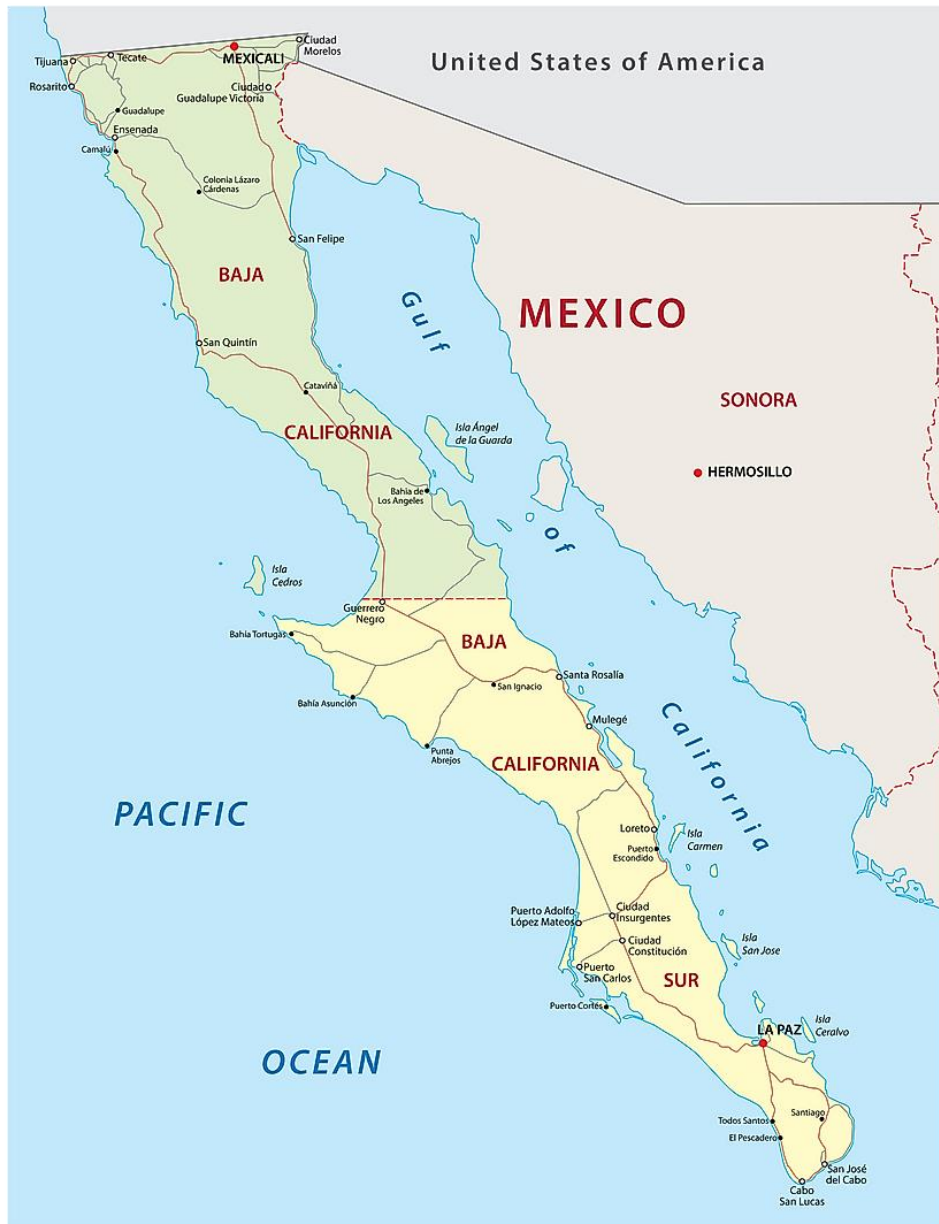 Ciudad
Morelos
United States of America
Tijuana
Tecate
MEXICALI
Rosarito
Ciudad
Guadalupe Victoria
Guadalupe
Ensenada
Camalú
Colonia Lázaro
Cárdenas
San Felipe
BAJA
Gulf
MEXICO
San Quintín
Cataviñá
SONORA
CALIFORNIA
Isla Ángel
de la Guarda
HERMOSILLO
Bahía de
Los Angeles
of
Isla
Cedros
Guerrero
Negro
Bahía Tortugas
BAJA
Santa Rosalía
San Ignacio
Bahía Asunción
Mulegé
California
Punta
Abrejos
CALIFORNIA
PACIFIC
Loreto
Isla
Carmen
Puerto
Escondido
Puerto Adolfo
López Mateos
Ciudad
Insurgentes
Ciudad
Constitución
Isla
San Jose
Puerto
San Carlos
SUR
Puerto Cortés
Isla
Ceralvo
LA PAZ
OCEAN
Todos Santos
Santiago
El Pescadero
San José
del Cabo
Cabo
San Lucas